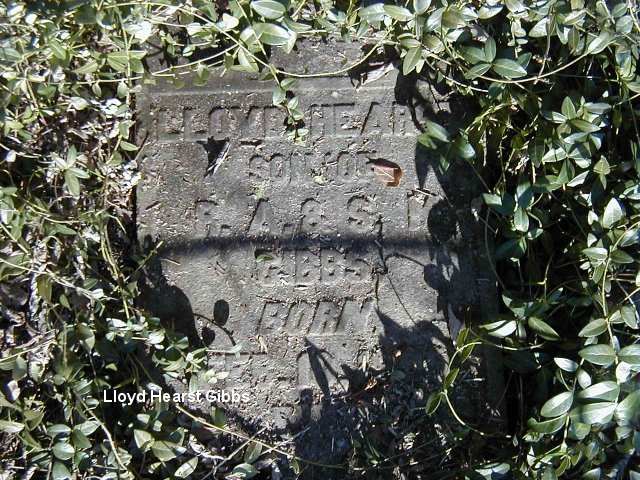 LLOYD HEAR
SON OF
C. A. & S.
GIBBS
BORN
Lloyd Hearst Gibbs